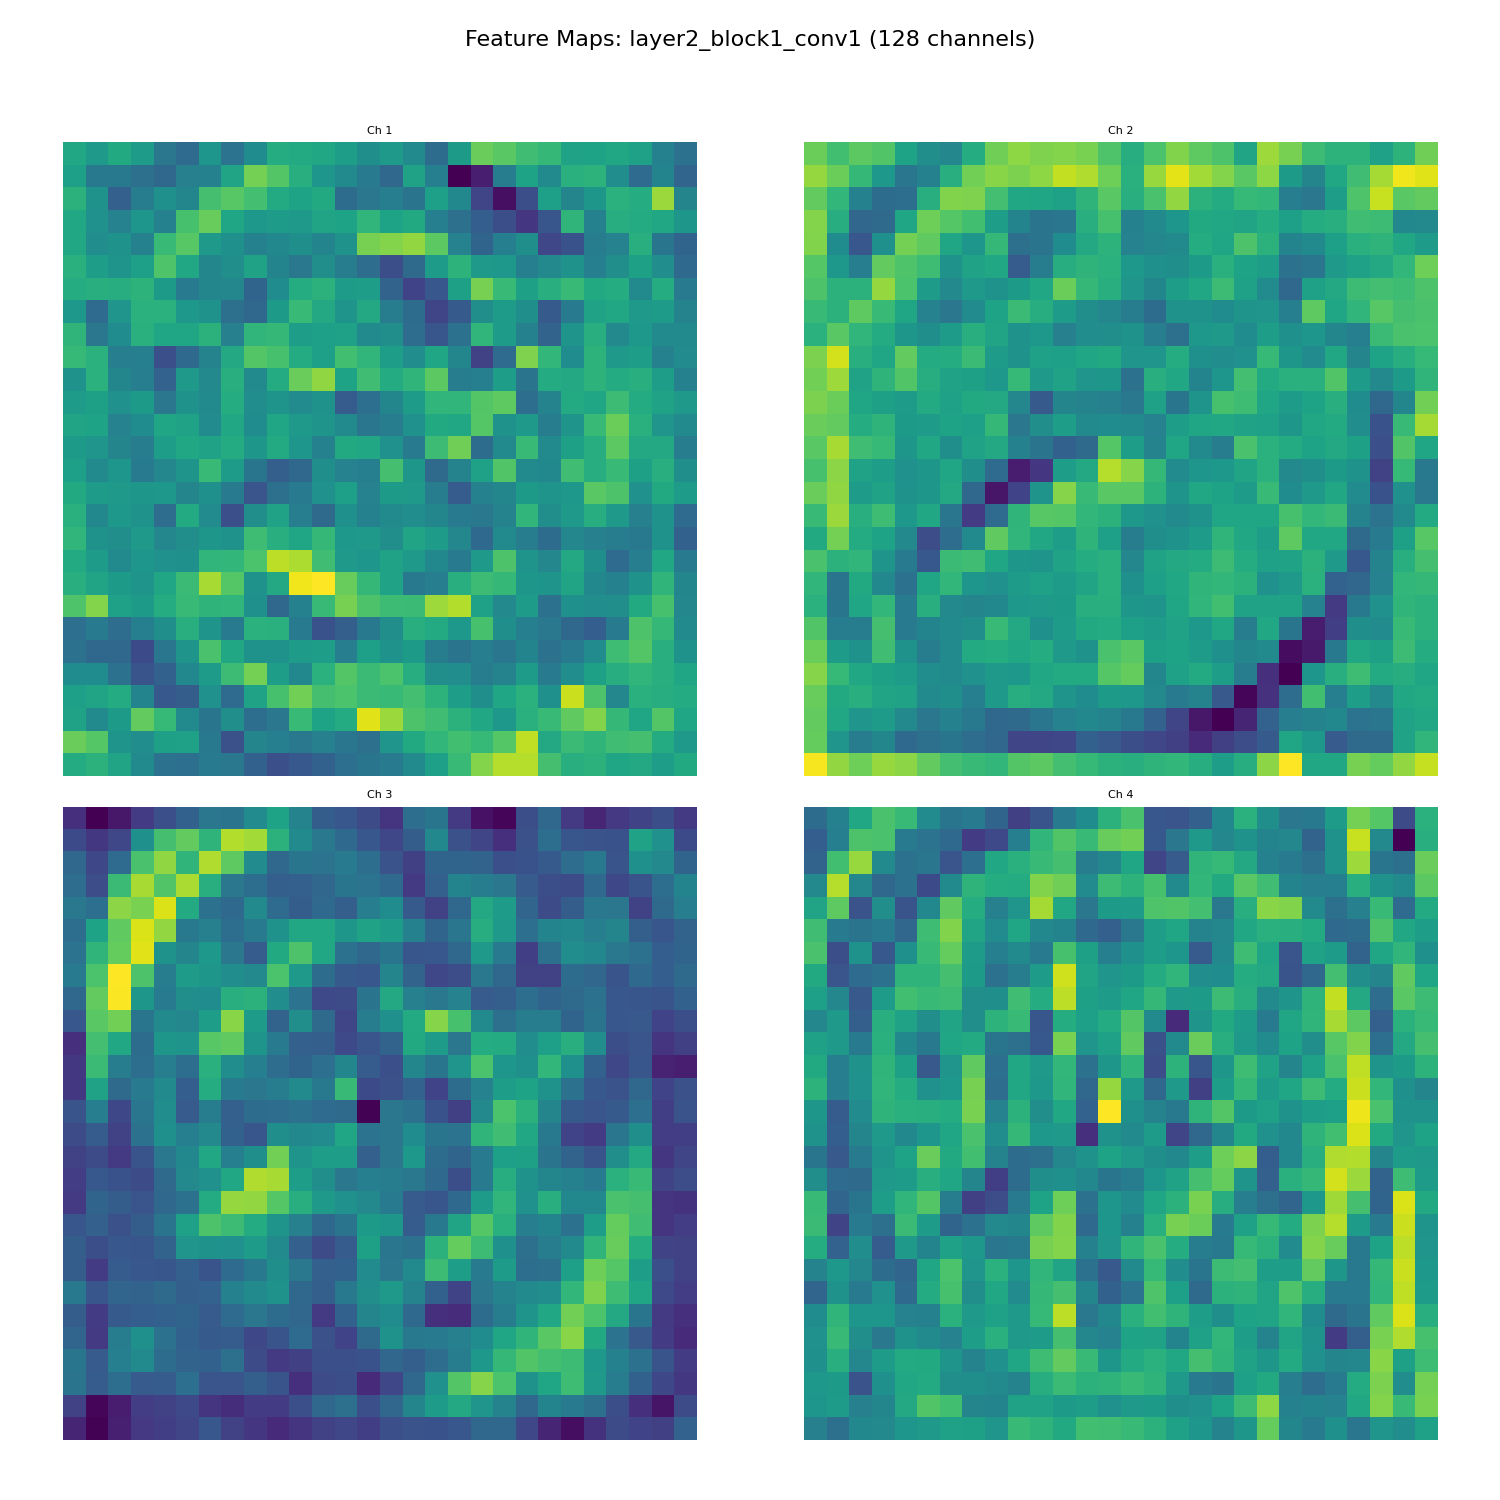 Feature Maps: layer2_block1_conv1 (128 channels)
Ch 1
Ch 2
Ch 3
Ch 4